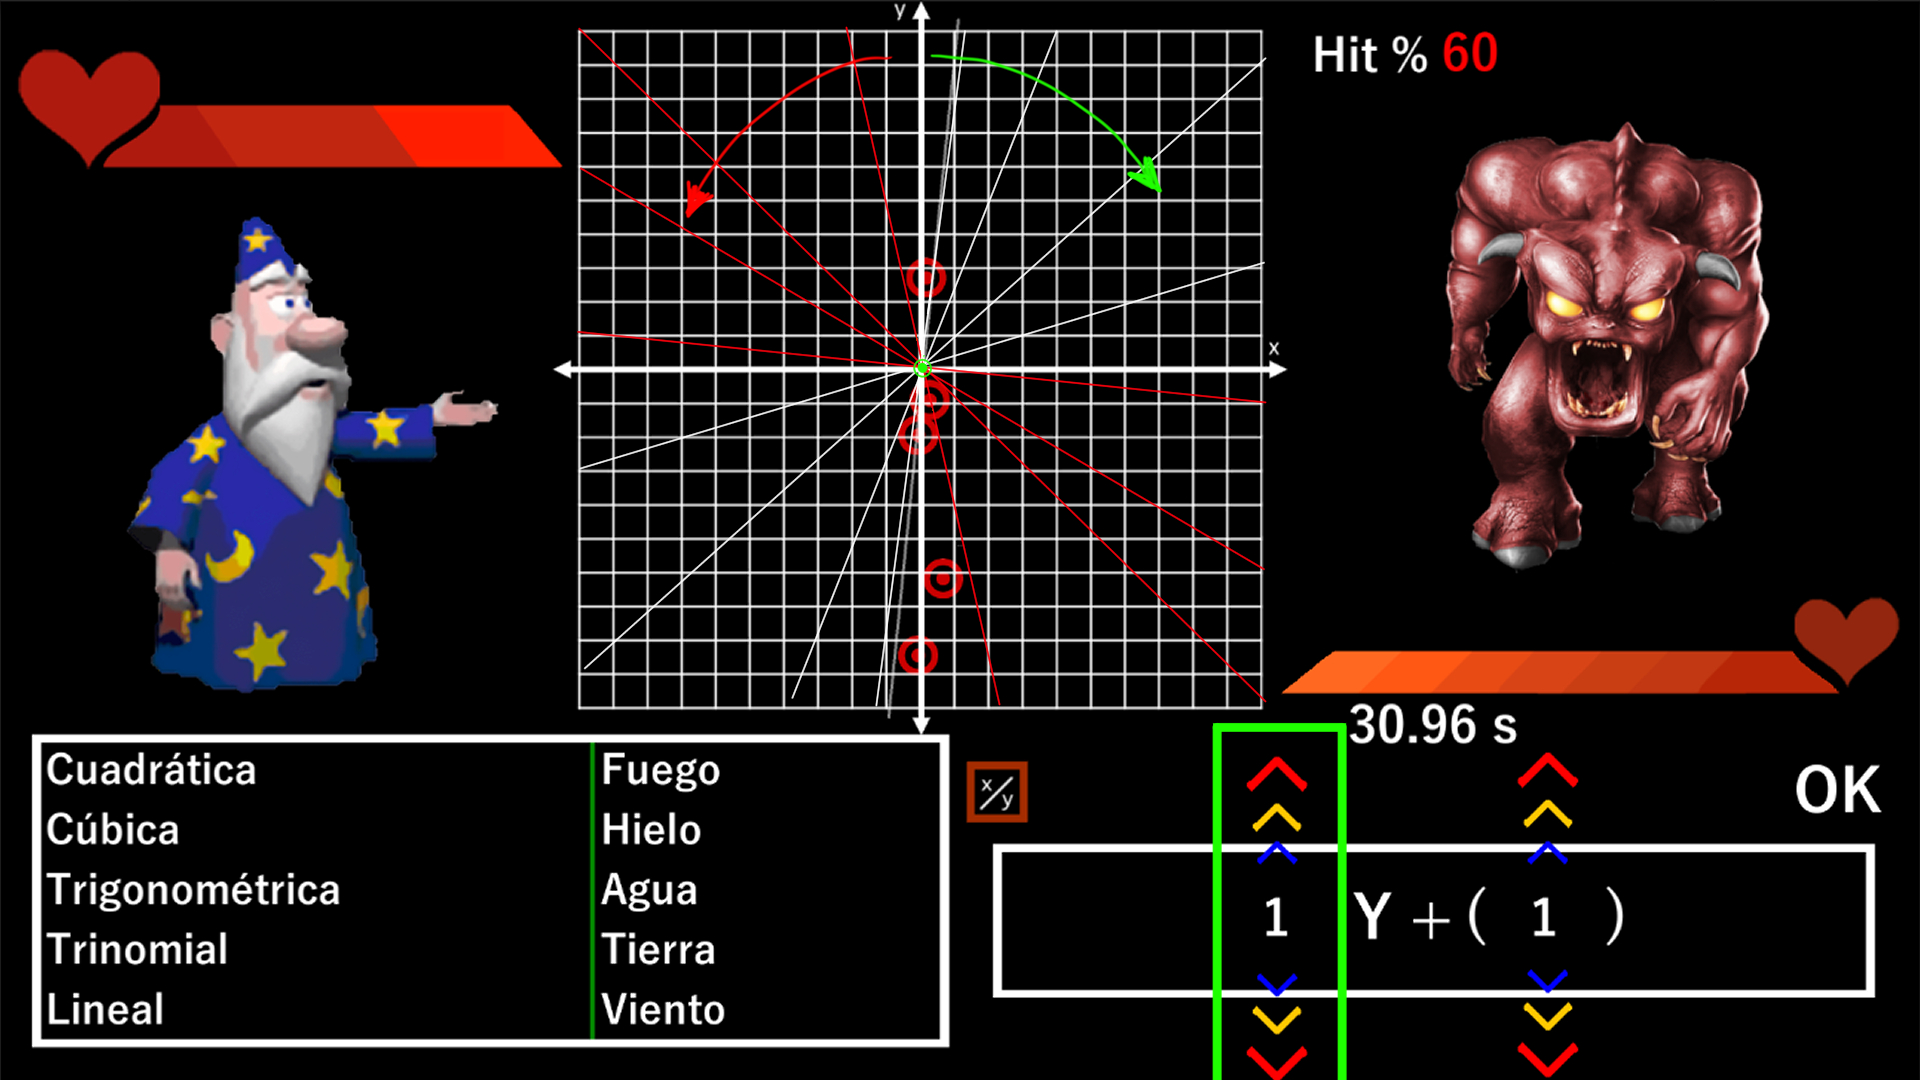 y
Hit % 60
x
30.96 s
Cuadrática
Cúbica
Trigonométrica
Trinomial
Lineal
Fuego
Hielo
Agua
Tierra
Viento
x/y
OK
1 Y + ( 1 )